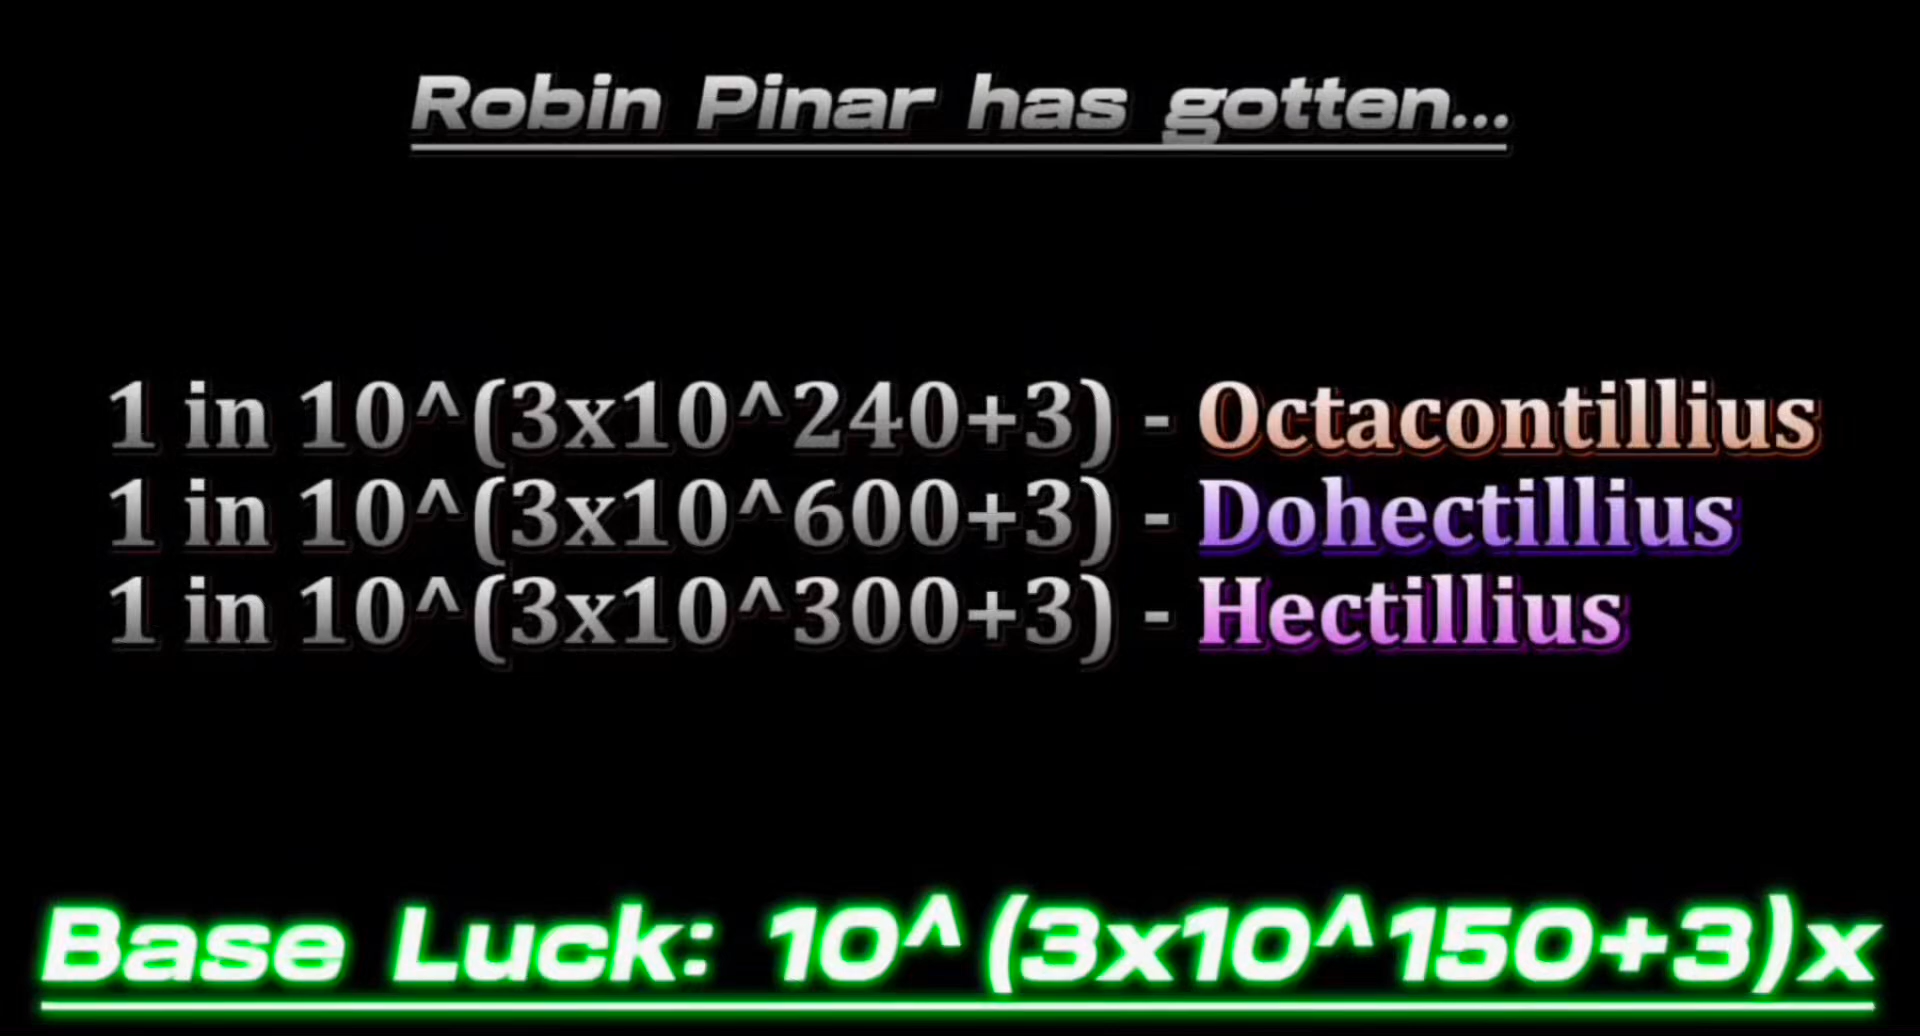 Robin Pinar has gotten...
1 in 10^(3x10^240+3) - Octacontillius
1 in 10^(3x10^600+3) - Dohectillius
1 in 10^(3x10^300+3) - Hectillius
Base Luck: 10^(3x10^150+3)x